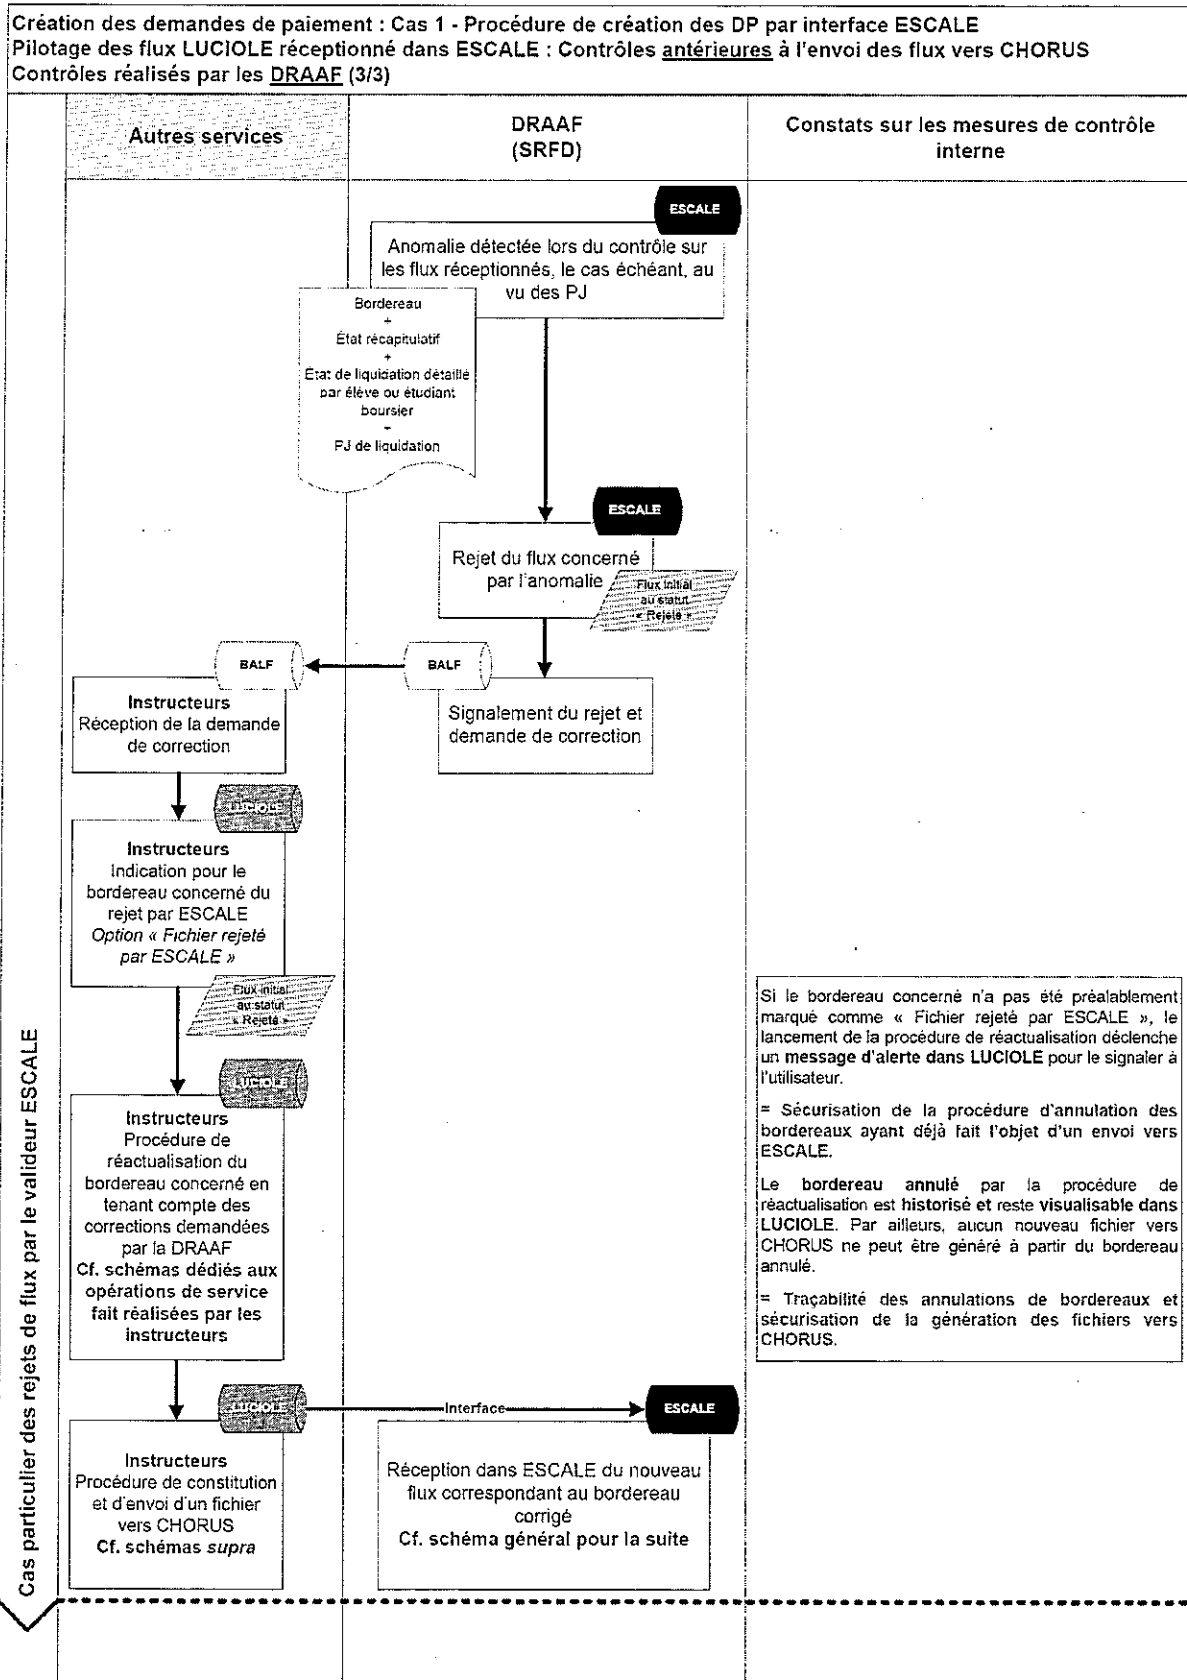 Création des demandes de paiement : Cas 1 - Procédure de création des DP par interface ESCALE
Pilotage des flux LUCIOLE réceptionné dans ESCALE : Contrôles antérieures à l'envoi des flux vers CHORUS
Contrôles réalisés par les DRAAF (3/3)
Autres services
DRAAF
(SRFD)
Constats sur les mesures de contrôle
interne
ESCALE
Anomalie détectée lors du contrôle sur
les flux réceptionnés, le cas échéant, au
vu des PJ
Bordereau
+
État récapitulatif
+
État de liquidation détaillé
par élève ou étudiant
boursier
+
PJ de liquidation
ESCALE
Rejet du flux concerné
par l'anomalie
Flux initial
au statut
« Rejeté »
BALF
BALF
Instructeurs
Réception de la demande
de correction
Signalement du rejet et
demande de correction
LUCIOLE
Instructeurs
Indication pour le
bordereau concerné du
rejet par ESCALE
Option « Fichier rejeté
par ESCALE »
Flux initial
au statut
« Rejeté »
LUCIOLE
Instructeurs
Procédure de
réactualisation du
bordereau concerné en
tenant compte des
corrections demandées
par la DRAAF
Cf. schémas dédiés aux
opérations de service
fait réalisées par les
instructeurs
Si le bordereau concerné n'a pas été préalablement
marqué comme « Fichier rejeté par ESCALE », le
lancement de la procédure de réactualisation déclenche
un message d'alerte dans LUCIOLE pour le signaler à
l'utilisateur.
= Sécurisation de la procédure d'annulation des
bordereaux ayant déjà fait l'objet d'un envoi vers
ESCALE.
Le bordereau annulé par la procédure de
réactualisation est historisé et reste visualisable dans
LUCIOLE. Par ailleurs, aucun nouveau fichier vers
CHORUS ne peut être généré à partir du bordereau
annulé.
= Traçabilité des annulations de bordereaux et
sécurisation de la génération des fichiers vers
CHORUS.
LUCIOLE
Interface
ESCALE
Instructeurs
Procédure de constitution
et d'envoi d'un fichier
vers CHORUS
Cf. schémas supra
Réception dans ESCALE du nouveau
flux correspondant au bordereau
corrigé
Cf. schéma général pour la suite
Cas particulier des rejets de flux par le valideur ESCALE